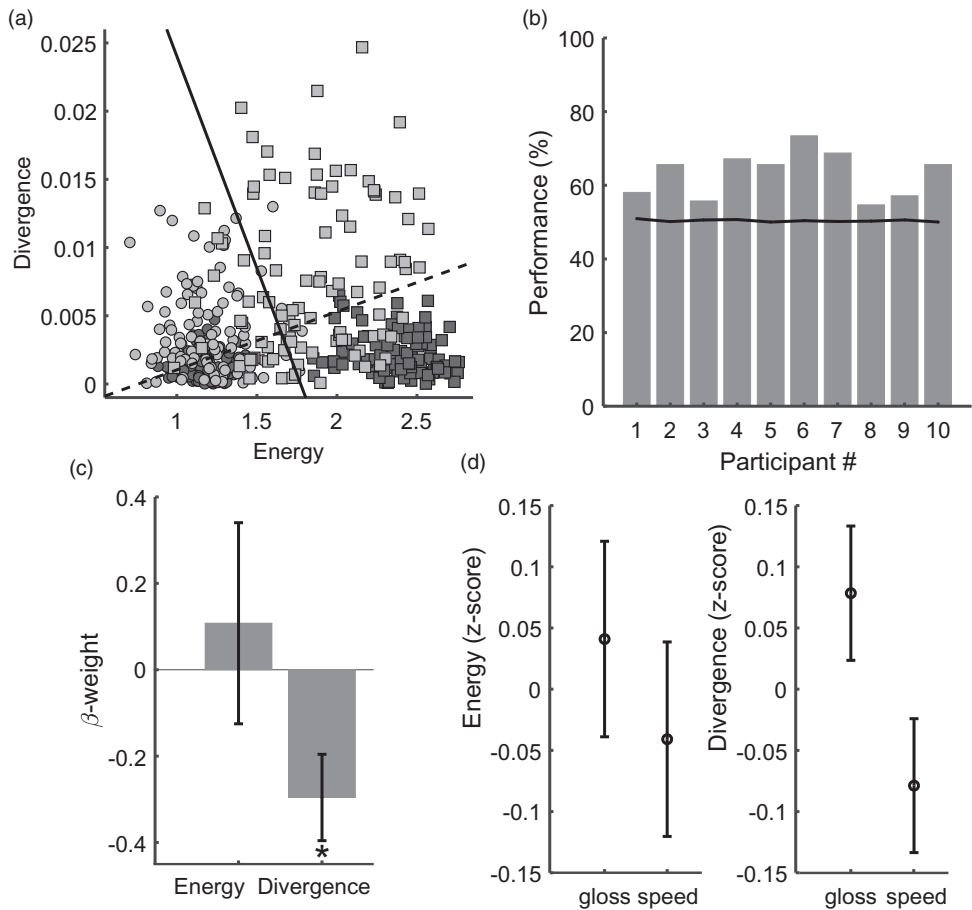 (a)
0.025
0.02
0.015
0.01
0.005
0
Divergence
1
1.5
2
2.5
Energy
(b)
100
80
60
40
20
0
Performance (%)
1 2 3 4 5 6 7 8 9 10
Participant #
(c)
0.4
0.2
0
-0.2
-0.4
β-weight
*
Energy Divergence
(d)
0.15
0.1
0.05
0
-0.05
-0.1
-0.15
Energy (z-score)
gloss speed
0.15
0.1
0.05
0
-0.05
-0.1
-0.15
Divergence (z-score)
gloss speed